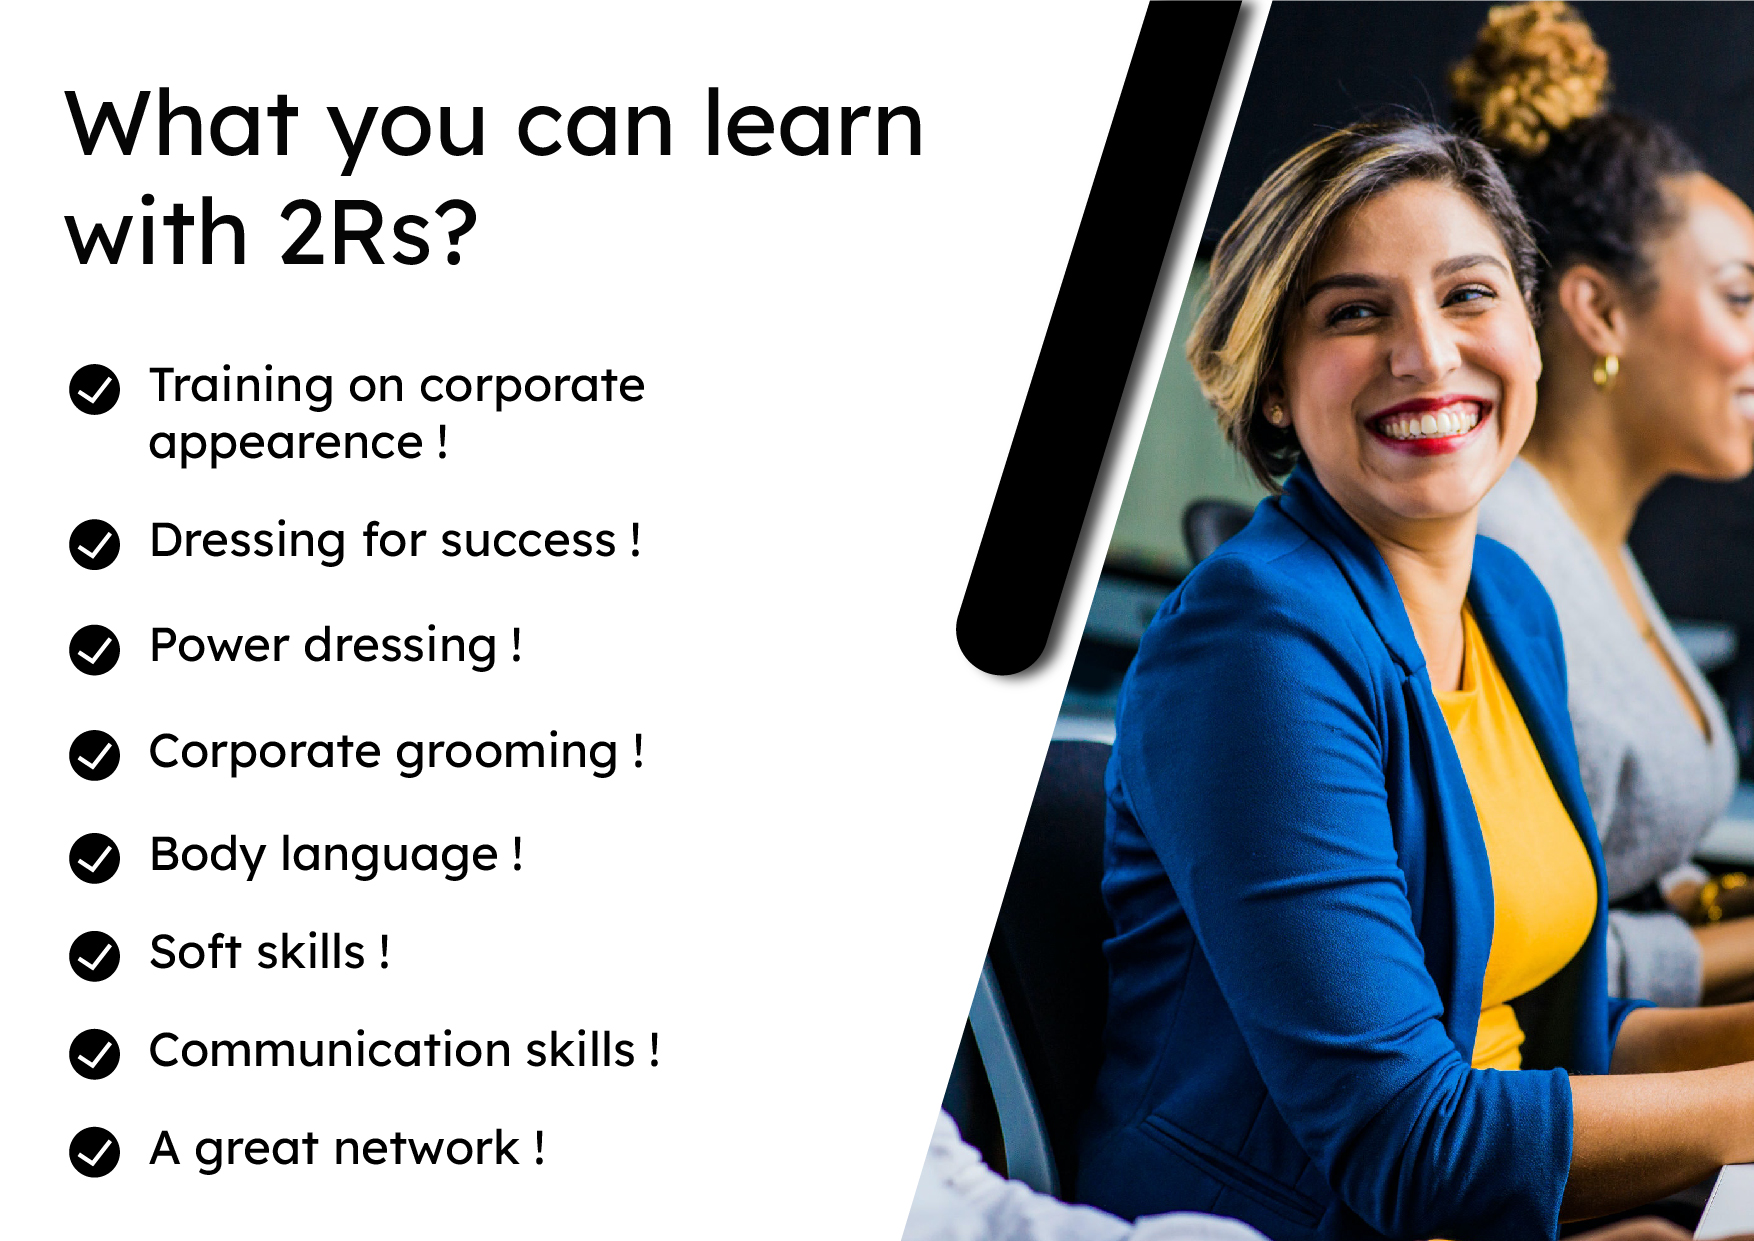 What you can learn
with 2Rs?
Training on corporate
appearence !
Dressing for success !
Power dressing !
Corporate grooming !
Body language !
Soft skills !
Communication skills !
A great network !